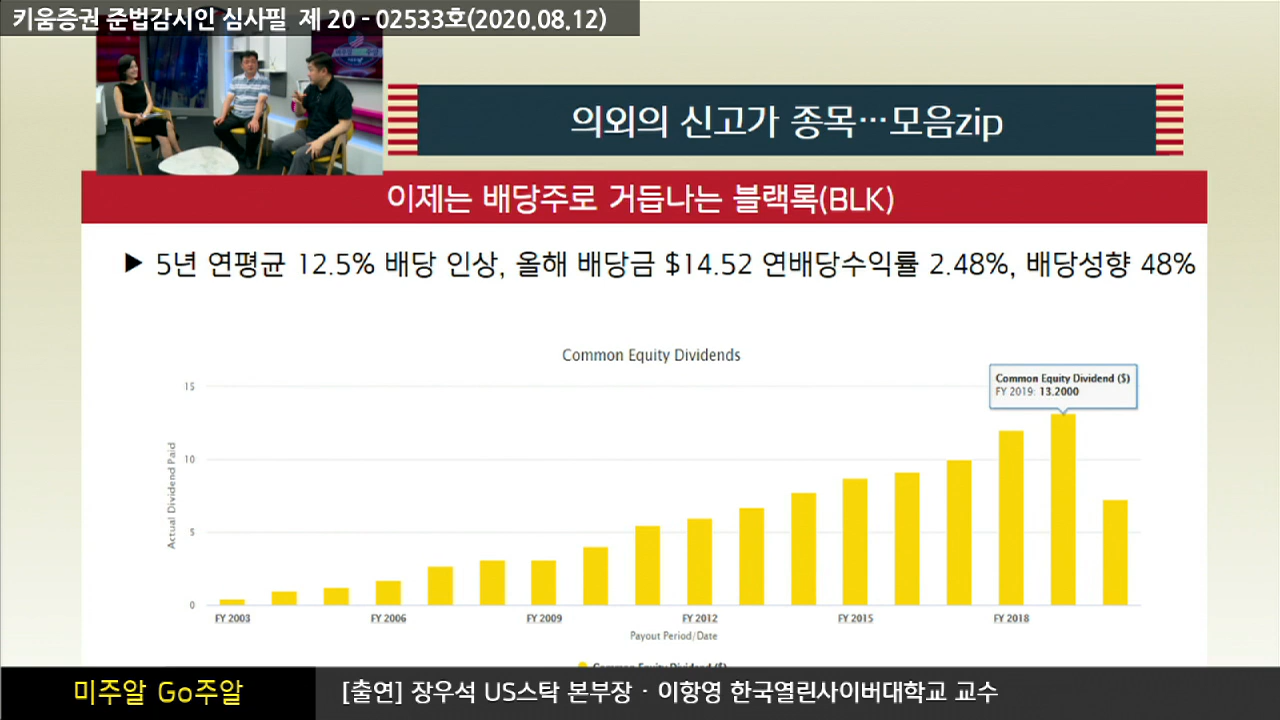 키움증권 준법감시인 심사필 제 20 - 02533호(2020.08.12)
의외의 신고가 종목…모음zip
이제는 배당주로 거듭나는 블랙록(BLK)
▶ 5년 연평균 12.5% 배당 인상, 올해 배당금 $14.52 연배당수익률 2.48%, 배당성향 48%
Common Equity Dividends
Common Equity Dividend ($)
FY 2019: 13.2000
15
10
5
0
Actual Dividend Paid
FY 2003 FY 2006 FY 2009 FY 2012 FY 2015 FY 2018
Payout Period/Date
Common Equity Dividend ($)
미주알 Go주알
[출연] 장우석 US스탁 본부장 · 이항영 한국열린사이버대학교 교수